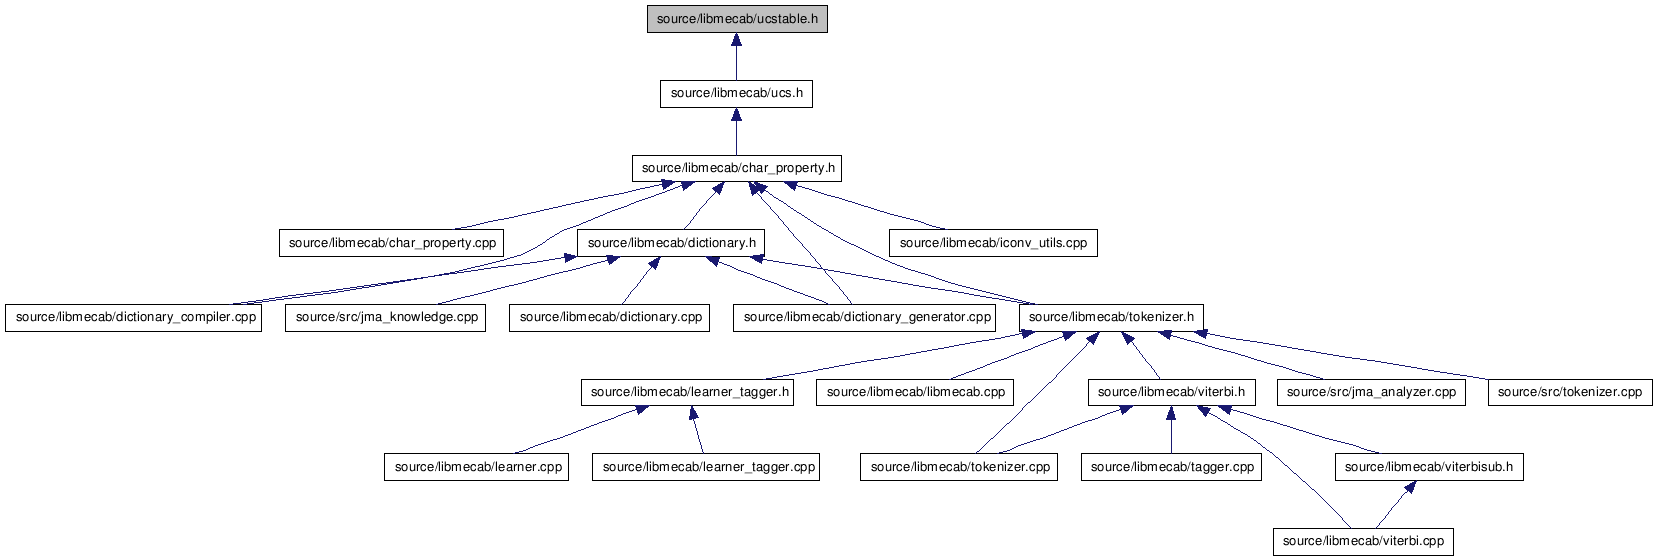 source/libmecab/ucstable.h
source/libmecab/ucs.h
source/libmecab/char_property.h
source/libmecab/char_property.cpp
source/libmecab/dictionary.h
source/libmecab/iconv_utils.cpp
source/libmecab/dictionary_compiler.cpp
source/src/jma_knowledge.cpp
source/libmecab/dictionary.cpp
source/libmecab/dictionary_generator.cpp
source/libmecab/tokenizer.h
source/libmecab/learner_tagger.h
source/libmecab/libmecab.cpp
source/libmecab/viterbi.h
source/src/jma_analyzer.cpp
source/src/tokenizer.cpp
source/libmecab/learner.cpp
source/libmecab/learner_tagger.cpp
source/libmecab/tokenizer.cpp
source/libmecab/tagger.cpp
source/libmecab/viterbisub.h
source/libmecab/viterbi.cpp